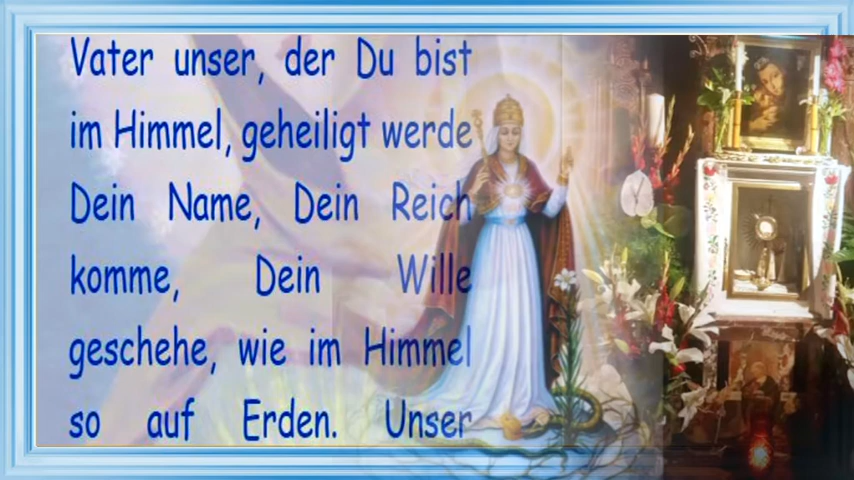 Vater unser, der Du bist
im Himmel, geheiligt werde
Dein Name, Dein Reich
komme, Dein Wille
geschehe, wie im Himmel
so auf Erden. Unser